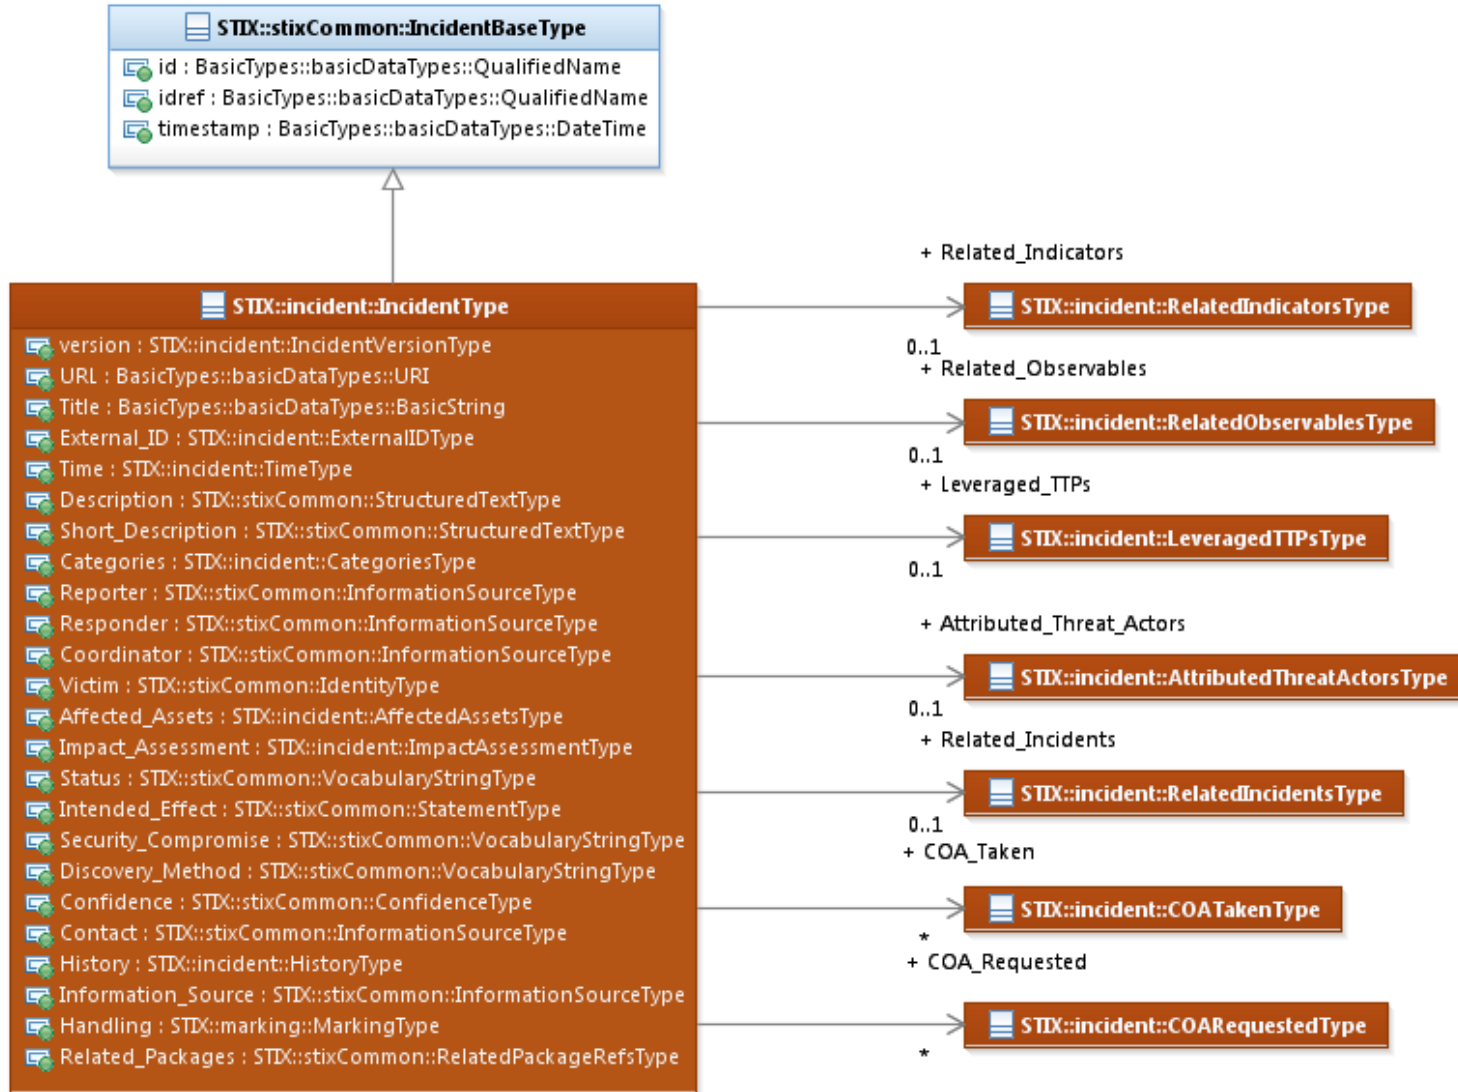 STIX::stixCommon::IncidentBaseType
id : BasicTypes::basicDataTypes::QualifiedName
idref : BasicTypes::basicDataTypes::QualifiedName
timestamp : BasicTypes::basicDataTypes::DateTime
STIX::incident::IncidentType
version : STIX::incident::IncidentVersionType
URL : BasicTypes::basicDataTypes::URI
Title : BasicTypes::basicDataTypes::BasicString
External_ID : STIX::incident::ExternalIDType
Time : STIX::incident::TimeType
Description : STIX::stixCommon::StructuredTextType
Short_Description : STIX::stixCommon::StructuredTextType
Categories : STIX::incident::CategoriesType
Reporter : STIX::stixCommon::InformationSourceType
Responder : STIX::stixCommon::InformationSourceType
Coordinator : STIX::stixCommon::InformationSourceType
Victim : STIX::stixCommon::IdentityType
Affected_Assets : STIX::incident::AffectedAssetsType
Impact_Assessment : STIX::incident::ImpactAssessmentType
Status : STIX::stixCommon::VocabularyStringType
Intended_Effect : STIX::stixCommon::StatementType
Security_Compromise : STIX::stixCommon::VocabularyStringType
Discovery_Method : STIX::stixCommon::VocabularyStringType
Confidence : STIX::stixCommon::ConfidenceType
Contact : STIX::stixCommon::InformationSourceType
History : STIX::incident::HistoryType
Information_Source : STIX::stixCommon::InformationSourceType
Handling : STIX::marking::MarkingType
Related_Packages : STIX::stixCommon::RelatedPackageRefsType
+ Related_Indicators
STIX::incident::RelatedIndicatorsType
0..1
+ Related_Observables
STIX::incident::RelatedObservablesType
0..1
+ Leveraged_TTPs
STIX::incident::LeveragedTTPsType
0..1
+ Attributed_Threat_Actors
STIX::incident::AttributedThreatActorsType
0..1
+ Related_Incidents
STIX::incident::RelatedIncidentsType
0..1
+ COA_Taken
STIX::incident::COATakenType
*
+ COA_Requested
STIX::incident::COARequestedType
*